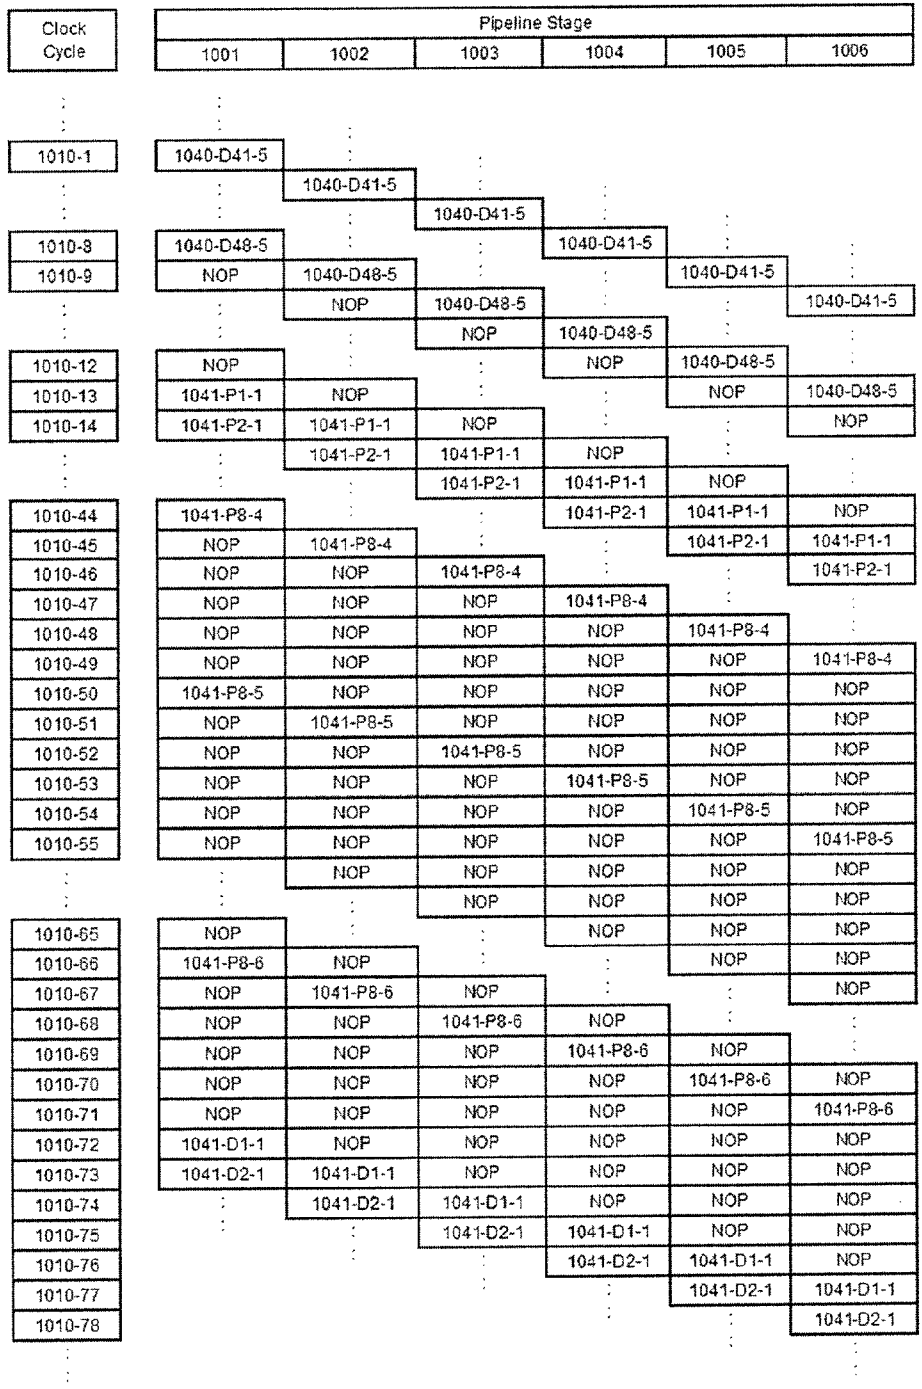 Clock Cycle
Pipeline Stage
1001 1002 1003 1004 1005 1006
1010-1 1040-D41-5
1040-D41-5
1040-D41-5
1010-8 1040-D48-5 1040-D41-5
1010-9 NOP 1040-D48-5 1040-D41-5
NOP 1040-D48-5 1040-D41-5
NOP 1040-D48-5
1010-12 NOP NOP 1040-D48-5
1010-13 1041-P1-1 NOP NOP 1040-D48-5
1010-14 1041-P2-1 1041-P1-1 NOP NOP
1041-P2-1 1041-P1-1 NOP
1041-P2-1 1041-P1-1 NOP
1010-44 1041-P8-4 1041-P2-1 1041-P1-1 NOP
1010-45 NOP 1041-P8-4 1041-P2-1 1041-P1-1
1010-46 NOP NOP 1041-P8-4 1041-P2-1
1010-47 NOP NOP NOP 1041-P8-4
1010-48 NOP NOP NOP NOP 1041-P8-4
1010-49 NOP NOP NOP NOP NOP 1041-P8-4
1010-50 1041-P8-5 NOP NOP NOP NOP NOP
1010-51 NOP 1041-P8-5 NOP NOP NOP NOP
1010-52 NOP NOP 1041-P8-5 NOP NOP NOP
1010-53 NOP NOP NOP 1041-P8-5 NOP NOP
1010-54 NOP NOP NOP NOP 1041-P8-5 NOP
1010-55 NOP NOP NOP NOP NOP 1041-P8-5
NOP NOP NOP NOP NOP
NOP NOP NOP NOP
1010-65 NOP NOP NOP NOP
1010-66 1041-P8-6 NOP NOP NOP
1010-67 NOP 1041-P8-6 NOP NOP
1010-68 NOP NOP 1041-P8-6 NOP
1010-69 NOP NOP NOP 1041-P8-6 NOP
1010-70 NOP NOP NOP NOP 1041-P8-6 NOP
1010-71 NOP NOP NOP NOP NOP 1041-P8-6
1010-72 1041-D1-1 NOP NOP NOP NOP NOP
1010-73 1041-D2-1 1041-D1-1 NOP NOP NOP NOP
1010-74 1041-D2-1 1041-D1-1 NOP NOP NOP
1010-75 1041-D2-1 1041-D1-1 NOP NOP
1010-76 1041-D2-1 1041-D1-1 NOP
1010-77 1041-D2-1 1041-D1-1
1010-78 1041-D2-1